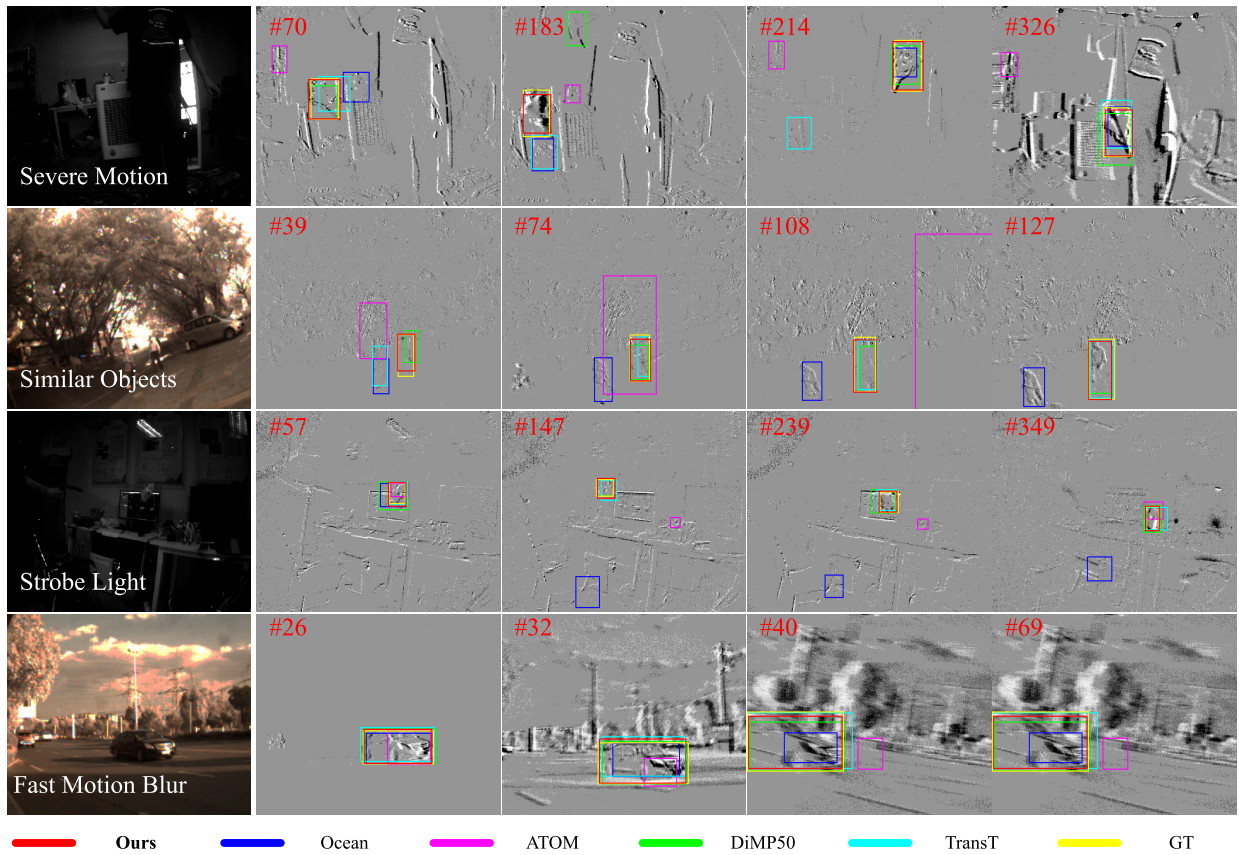 #70 #183 #214 #326
Severe Motion
#39 #74 #108 #127
Similar Objects
#57 #147 #239 #349
Strobe Light
#26 #32 #40 #69
Fast Motion Blur
Ours Ocean ATOM DiMP50 TransT GT